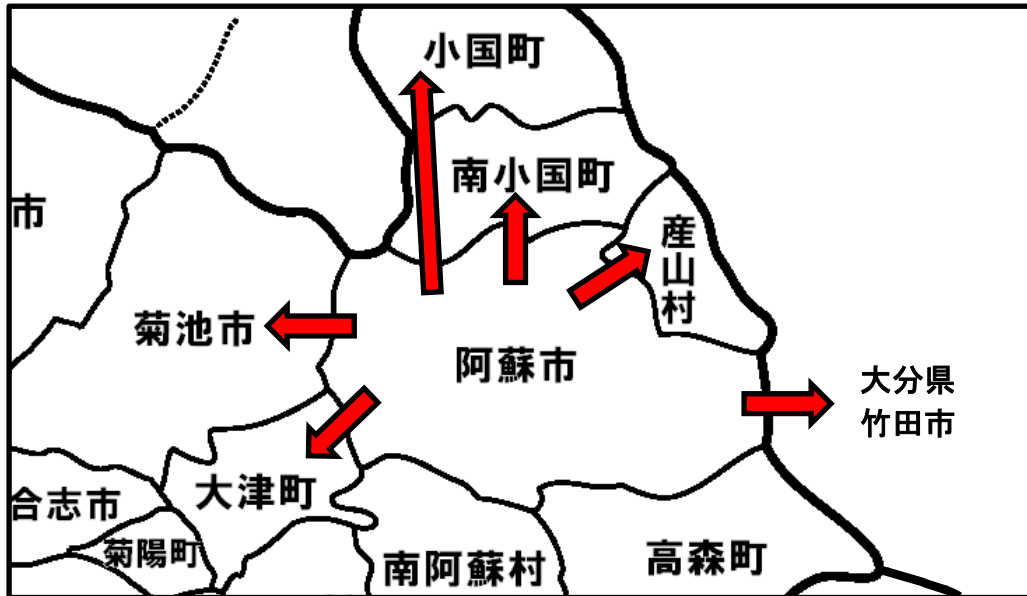 小国町
南小国町
市
産山村
菊池市
阿蘇市
大分県
竹田市
大津町
合志市
菊陽町
南阿蘇村
高森町